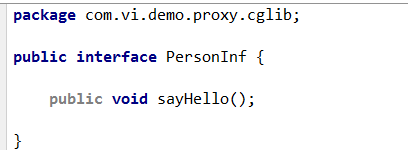 package com.vi.demo.proxy.cglib;
public interface PersonInf {
public void sayHello();
}